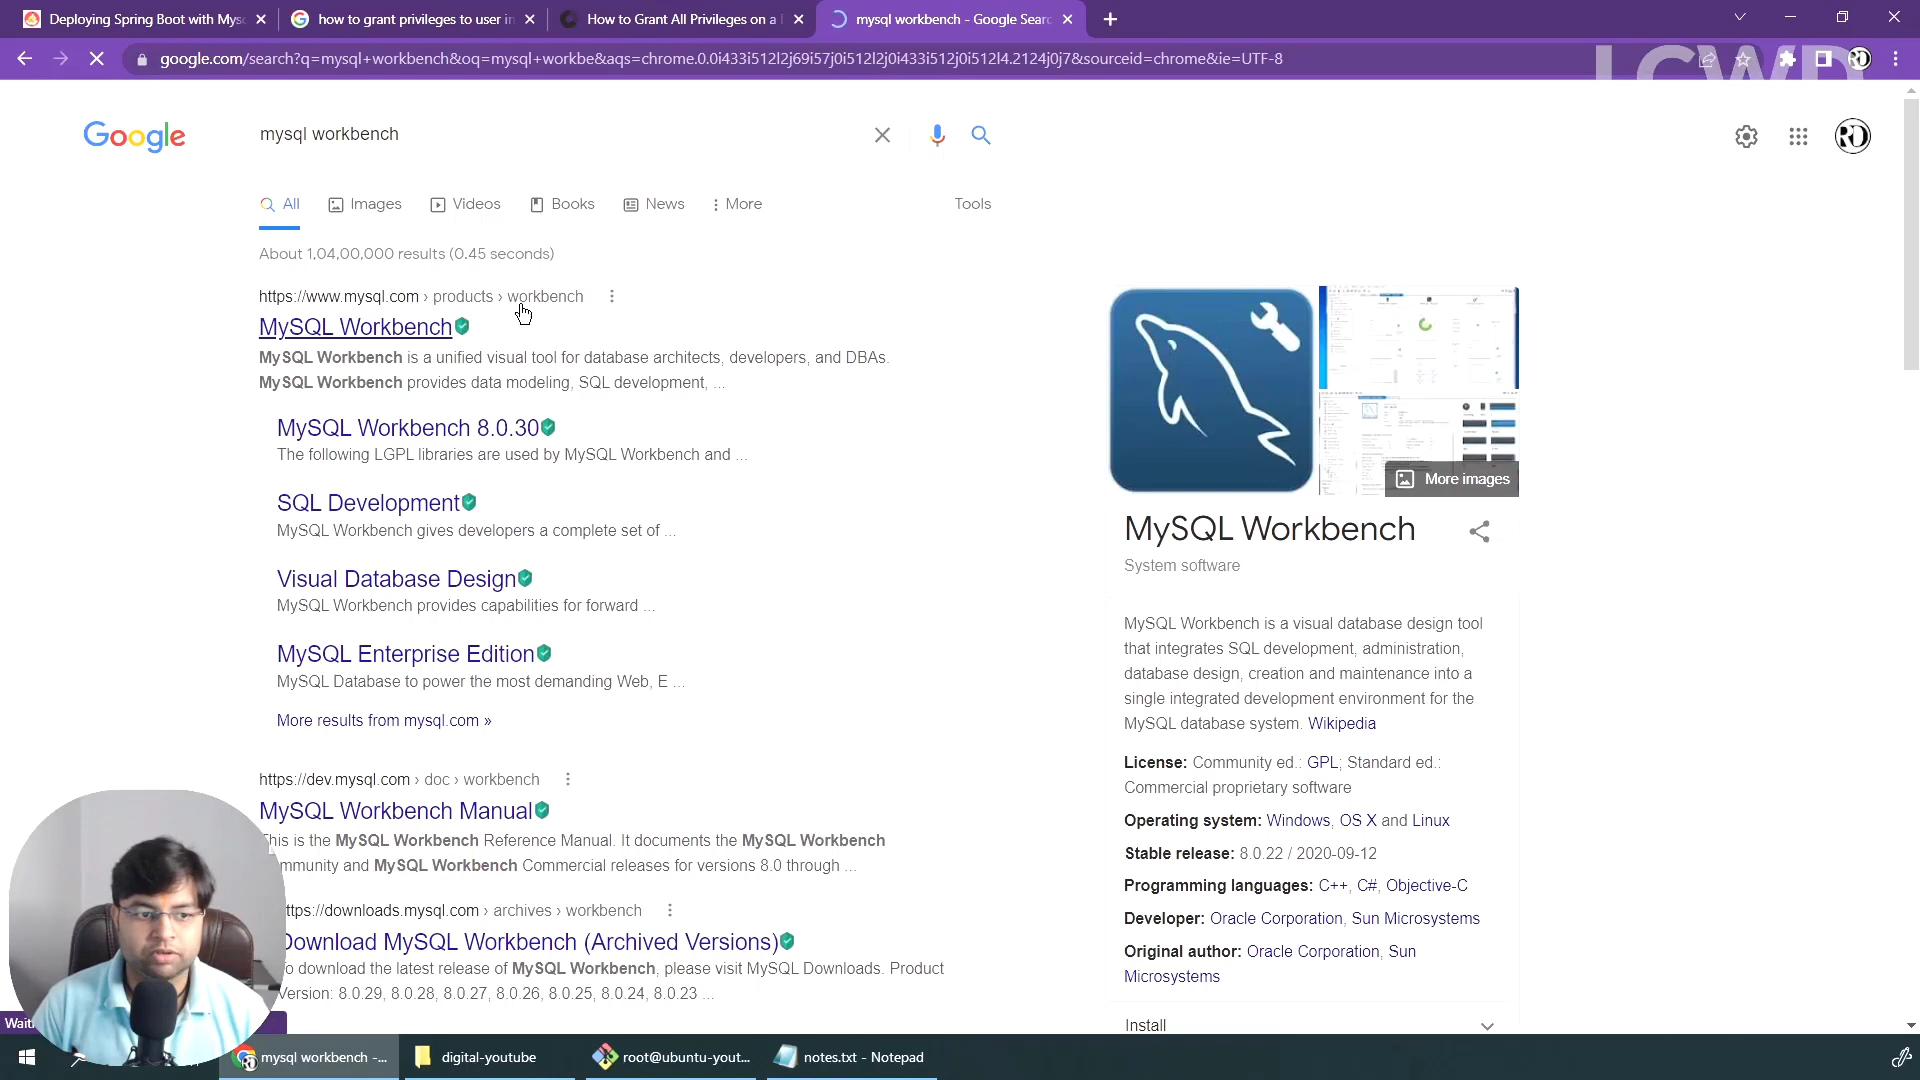 Deploying Spring Boot with Mysq
how to grant privileges to user in
How to Grant All Privileges on a
mysql workbench - Google Searc
google.com/search?q=mysql+workbench&oq=mysql+workbe&aqs=chrome.0.0i433i512l2j69i57j0i512l2j0i433i512j0i512l4.2124j0j7&sourceid=chrome&ie=UTF-8
LCWD
Google
mysql workbench
All
Images
Videos
Books
News
More
Tools
About 1,04,00,000 results (0.45 seconds)
https://www.mysql.com › products › workbench
MySQL Workbench
MySQL Workbench is a unified visual tool for database architects, developers, and DBAs.
MySQL Workbench provides data modeling, SQL development, ...
MySQL Workbench 8.0.30
The following LGPL libraries are used by MySQL Workbench and ...
SQL Development
MySQL Workbench gives developers a complete set of ...
Visual Database Design
MySQL Workbench provides capabilities for forward ...
MySQL Enterprise Edition
MySQL Database to power the most demanding Web, E ...
More results from mysql.com »
https://dev.mysql.com › doc › workbench
MySQL Workbench Manual
This is the MySQL Workbench Reference Manual. It documents the MySQL Workbench
mmunity and MySQL Workbench Commercial releases for versions 8.0 through ...
ttps://downloads.mysql.com › archives › workbench
Download MySQL Workbench (Archived Versions)
To download the latest release of MySQL Workbench, please visit MySQL Downloads. Product
Version: 8.0.29, 8.0.28, 8.0.27, 8.0.26, 8.0.25, 8.0.24, 8.0.23 ...
More images
MySQL Workbench
System software
MySQL Workbench is a visual database design tool
that integrates SQL development, administration,
database design, creation and maintenance into a
single integrated development environment for the
MySQL database system. Wikipedia
License: Community ed.: GPL; Standard ed.:
Commercial proprietary software
Operating system: Windows, OS X and Linux
Stable release: 8.0.22 / 2020-09-12
Programming languages: C++, C#, Objective-C
Developer: Oracle Corporation, Sun Microsystems
Original author: Oracle Corporation, Sun
Microsystems
Install
Waiti
mysql workbench -...
digital-youtube
root@ubuntu-yout...
notes.txt - Notepad